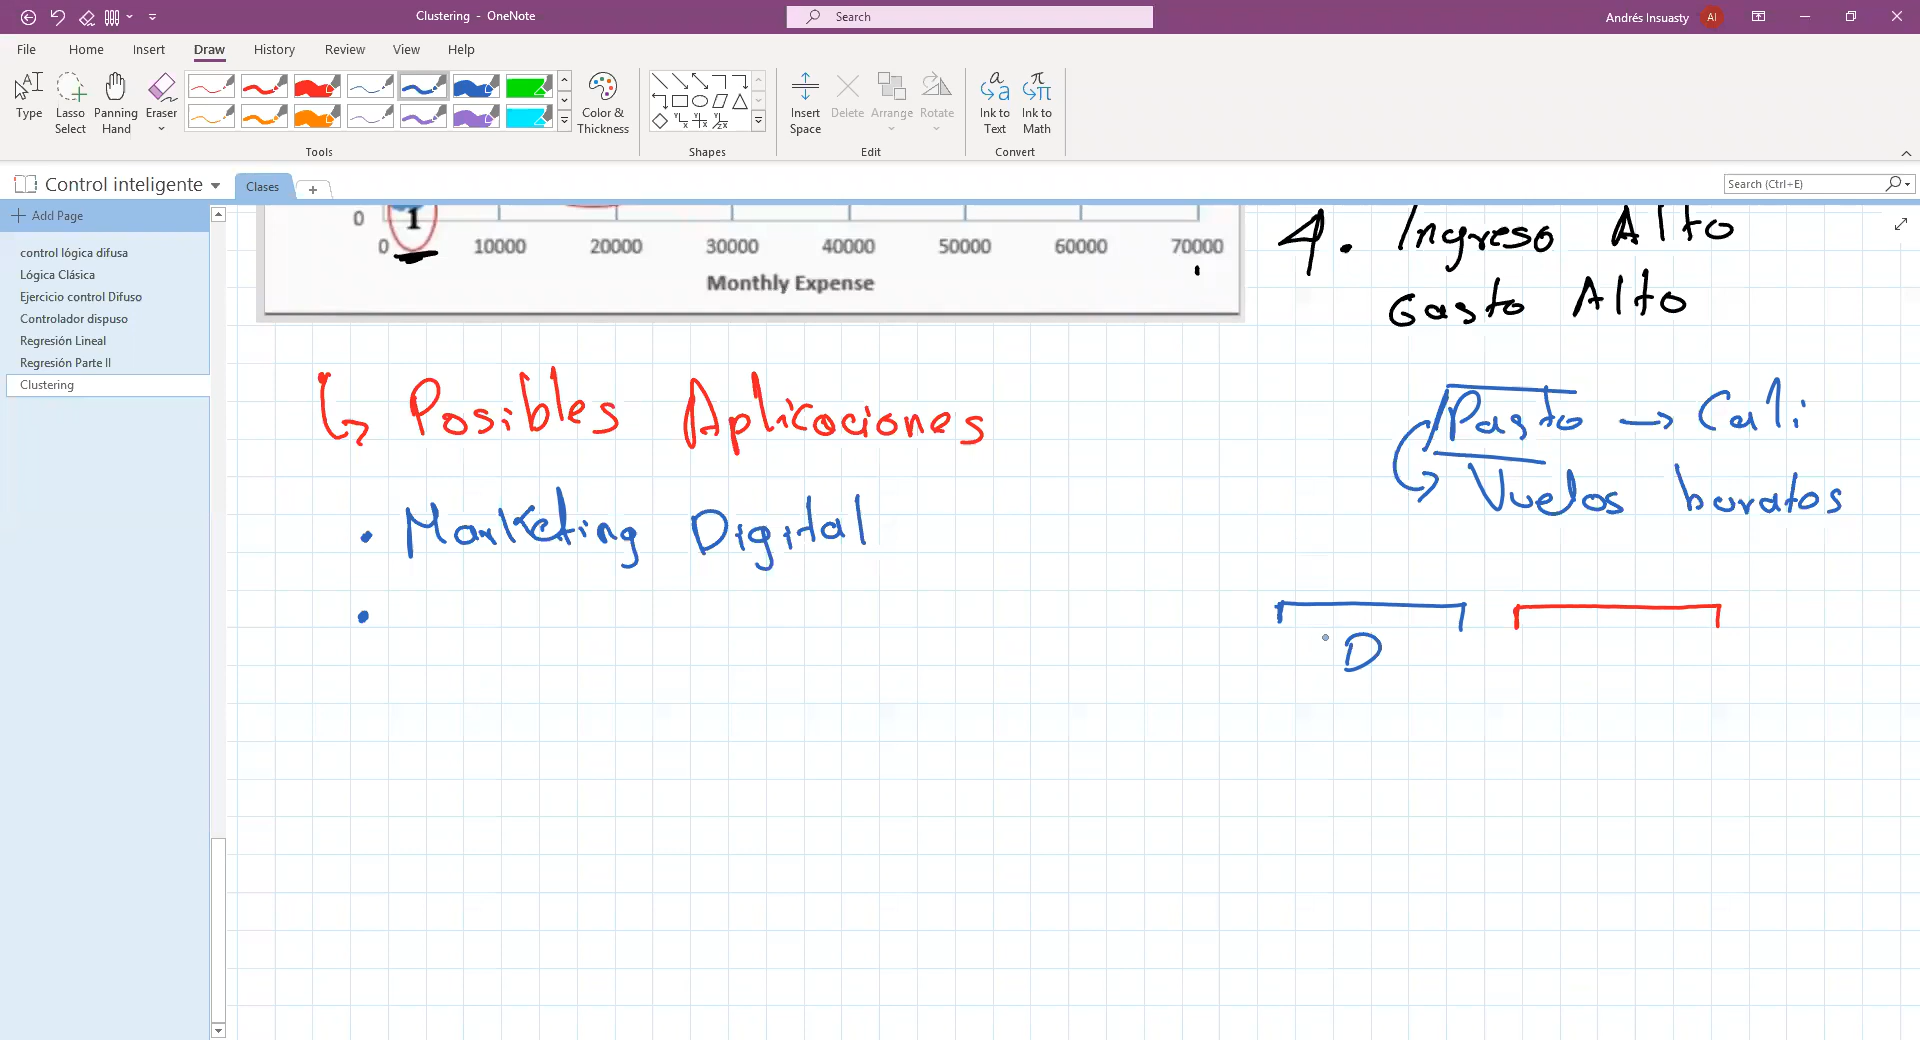 Clustering - OneNote
Search
Andrés Insuasty
AI
File Home Insert Draw History Review View Help
Type
Lasso Select
Panning Hand
Eraser
Color & Thickness
Insert Space
Delete
Arrange
Rotate
a
a
π
π
Ink to Text
Ink to Math
Tools
Shapes
Edit
Convert
Control inteligente
Clases
+
Search (Ctrl+E)
Add Page
control lógica difusa
Lógica Clásica
Ejercicio control Difuso
Controlador dispuso
Regresión Lineal
Regresión Parte II
Clustering
0
1
0 10000 20000 30000 40000 50000 60000 70000
Monthly Expense
4. Ingreso Alto
Gasto Alto
Posibles Aplicaciones
Pasto → Cali
Vuelos baratos
• Marketing Digital
•
D